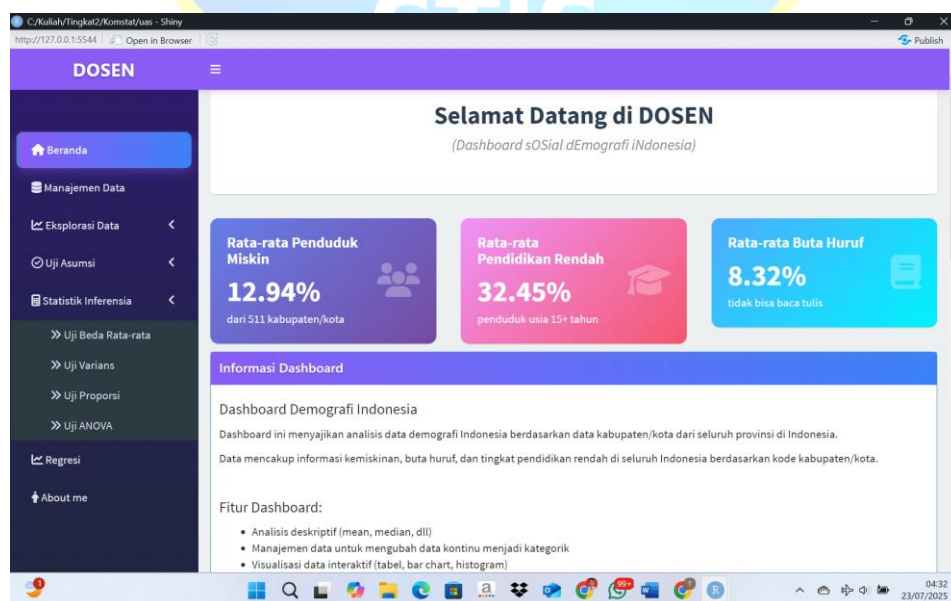 STIS
C:/Kuliah/Tingkat2/Komstat/uas - Shiny
http://127.0.0.1:5544 Open in Browser
Publish
DOSEN
Selamat Datang di DOSEN
(Dashboard sOSial dEmografi iNdonesia)
Beranda
Manajemen Data
Eksplorasi Data
Uji Asumsi
Statistik Inferensia
Uji Beda Rata-rata
Uji Varians
Uji Proporsi
Uji ANOVA
Regresi
About me
Rata-rata Penduduk
Miskin
12.94%
dari 511 kabupaten/kota
Rata-rata
Pendidikan Rendah
32.45%
penduduk usia 15+ tahun
Rata-rata Buta Huruf
8.32%
tidak bisa baca tulis
Informasi Dashboard
Dashboard Demografi Indonesia
Dashboard ini menyajikan analisis data demografi Indonesia berdasarkan data kabupaten/kota dari seluruh provinsi di Indonesia.
Data mencakup informasi kemiskinan, buta huruf, dan tingkat pendidikan rendah di seluruh Indonesia berdasarkan kode kabupaten/kota.
Fitur Dashboard:
• Analisis deskriptif (mean, median, dll)
• Manajemen data untuk mengubah data kontinu menjadi kategorik
• Visualisasi data interaktif (tabel, bar chart, histogram)
99+
04:32
23/07/2025